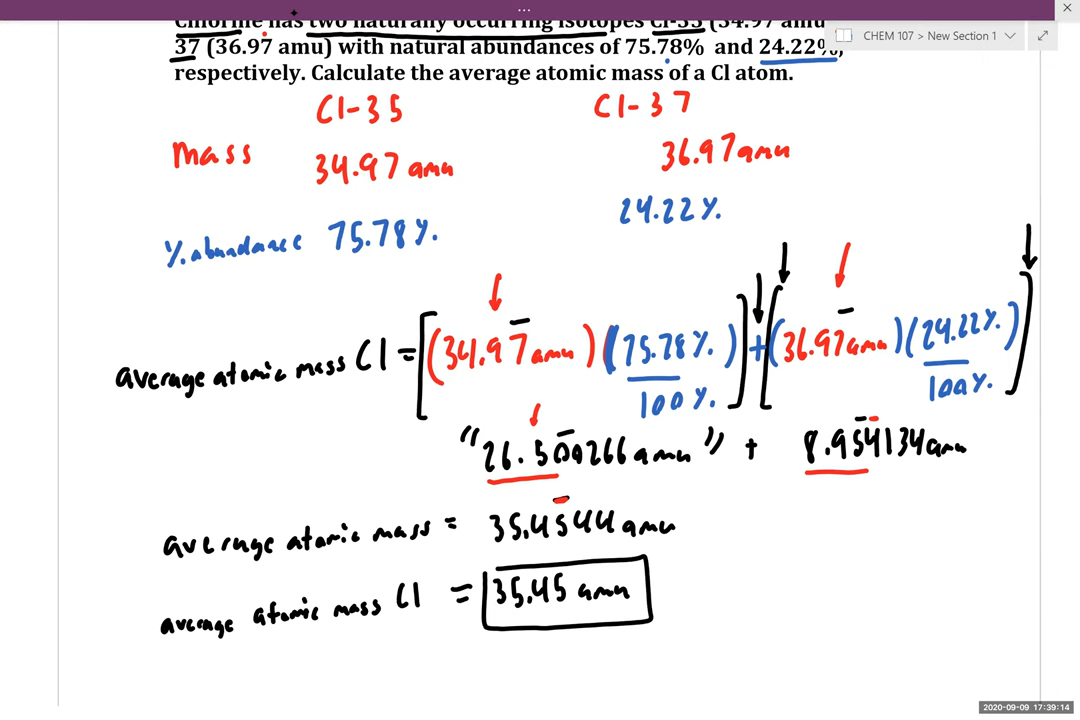 ...
CHEM 107 > New Section 1
Chlorine has two naturally occurring isotopes Cl-35 (34.97 amu
37 (36.97 amu) with natural abundances of 75.78% and 24.22%,
respectively. Calculate the average atomic mass of a Cl atom.
Cl-35 Cl-37
Mass 34.97 amu 36.97 amu
% abundance 75.78 % 24.22 %
average atomic mass Cl = [(34.97 amu)(75.78 % / 100 %)] + [(36.97 amu)(24.22 % / 100 %)]
"26.500266 amu" + 8.954134 amu
average atomic mass = 35.4544 amu
average atomic mass Cl = 35.45 amu
2020-09-09 17:39:14